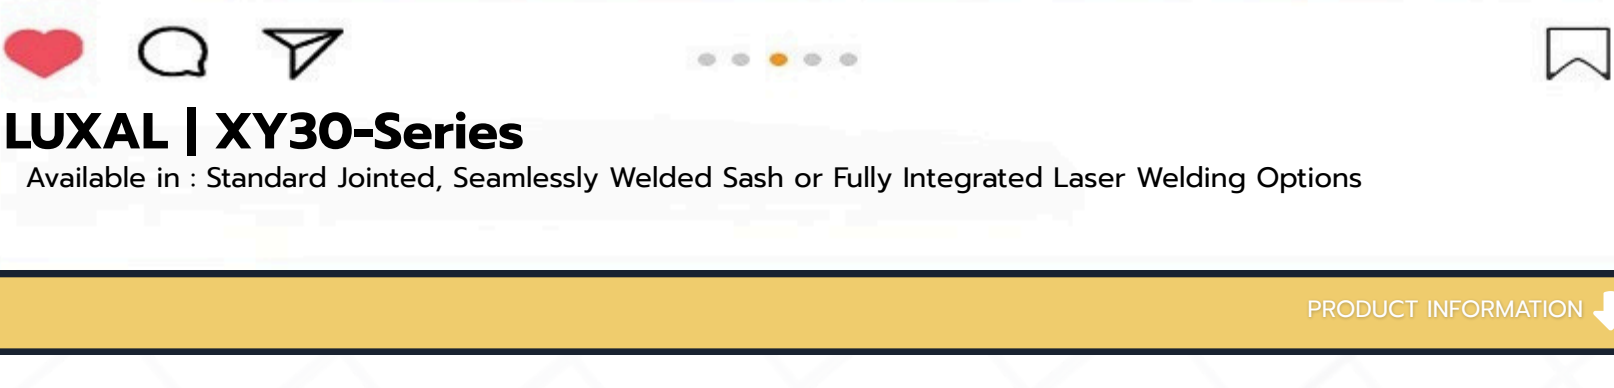 LUXAL | XY30-Series
Available in : Standard Jointed, Seamlessly Welded Sash or Fully Integrated Laser Welding Options
PRODUCT INFORMATION